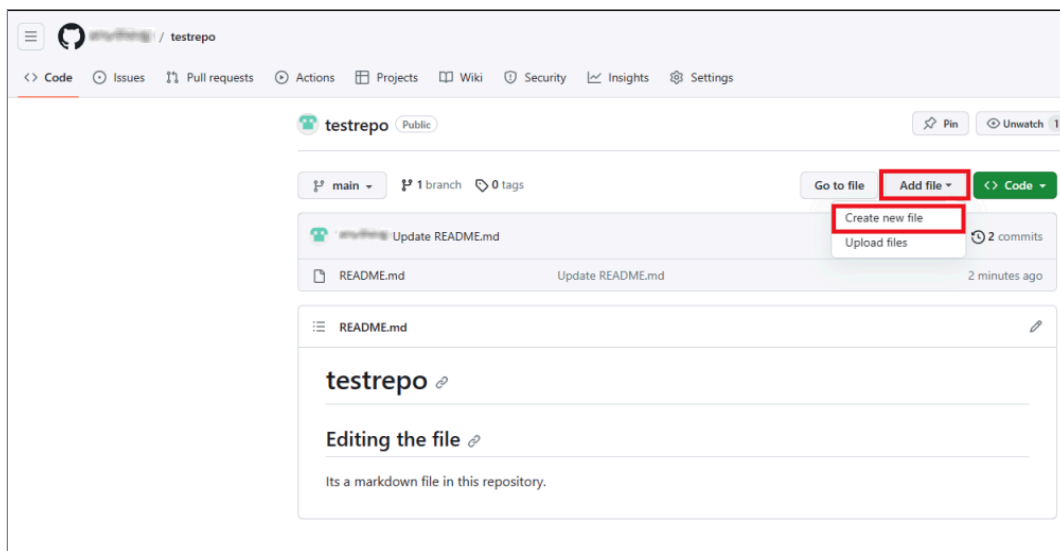 / testrepo
Code Issues Pull requests Actions Projects Wiki Security Insights Settings
testrepo Public Pin Unwatch 1
main 1 branch 0 tags Go to file Add file Code
Create new file
Update README.md 2 commits
Upload files
README.md Update README.md 2 minutes ago
README.md
testrepo
Editing the file
Its a markdown file in this repository.